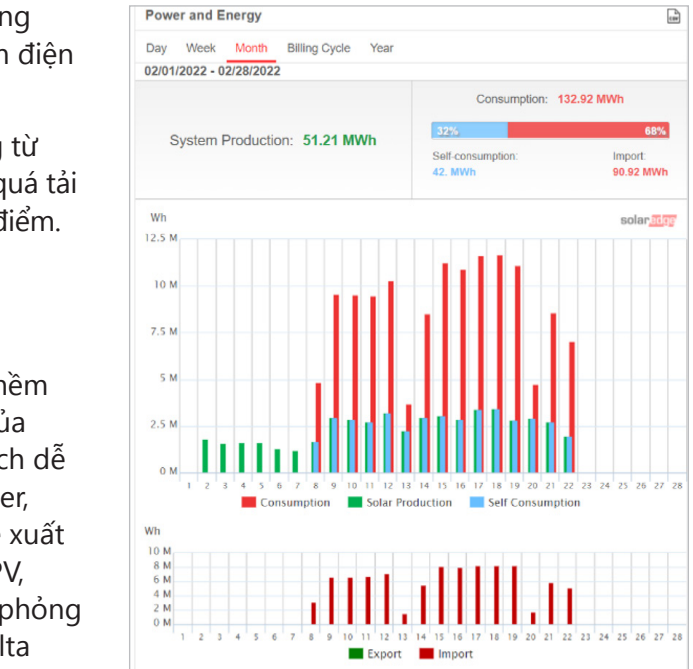 ng
n điện
g từ
quá tải
điểm.
nềm
ủa
ch dễ
er,
xuất
PV,
phỏng
lta
Power and Energy
Day Week Month Billing Cycle Year
02/01/2022 - 02/28/2022
System Production: 51.21 MWh
Consumption: 132.92 MWh
32% 68%
Self-consumption: Import:
42. MWh 90.92 MWh
Wh
solaredge
12.5 M
10 M
7.5 M
5 M
2.5 M
0 M
1 2 3 4 5 6 7 8 9 10 11 12 13 14 15 16 17 18 19 20 21 22 23 24 25 26 27 28
Consumption Solar Production Self Consumption
Wh
10 M
8 M
6 M
4 M
2 M
0 M
1 2 3 4 5 6 7 8 9 10 11 12 13 14 15 16 17 18 19 20 21 22 23 24 25 26 27 28
Export Import